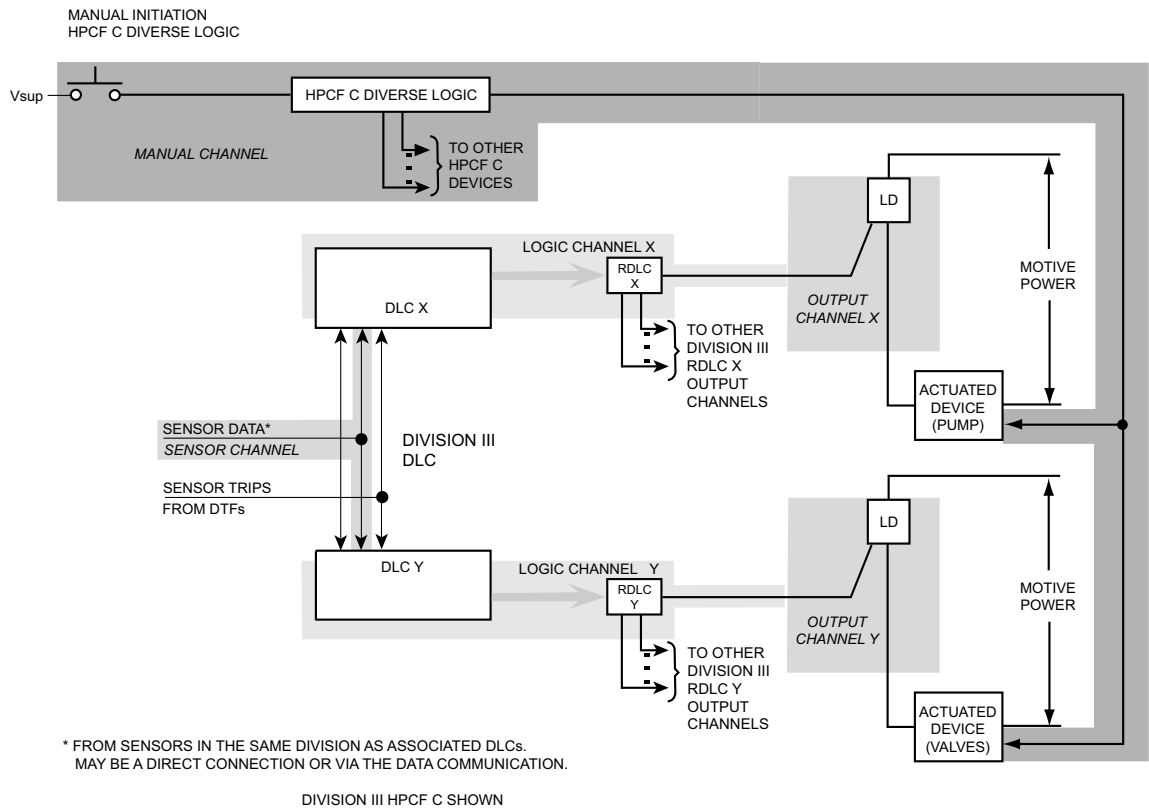 MANUAL INITIATION
HPCF C DIVERSE LOGIC
Vsup
HPCF C DIVERSE LOGIC
MANUAL CHANNEL
TO OTHER
HPCF C
DEVICES
LD
LOGIC CHANNEL X
RDLC
X
DLC X
OUTPUT
CHANNEL X
MOTIVE
POWER
TO OTHER
DIVISION III
RDLC X
OUTPUT
CHANNELS
ACTUATED
DEVICE
(PUMP)
SENSOR DATA*
SENSOR CHANNEL
DIVISION III
DLC
SENSOR TRIPS
FROM DTFs
LD
DLC Y
LOGIC CHANNEL Y
RDLC
Y
OUTPUT
CHANNEL Y
MOTIVE
POWER
TO OTHER
DIVISION III
RDLC Y
OUTPUT
CHANNELS
ACTUATED
DEVICE
(VALVES)
* FROM SENSORS IN THE SAME DIVISION AS ASSOCIATED DLCs.
MAY BE A DIRECT CONNECTION OR VIA THE DATA COMMUNICATION.
DIVISION III HPCF C SHOWN